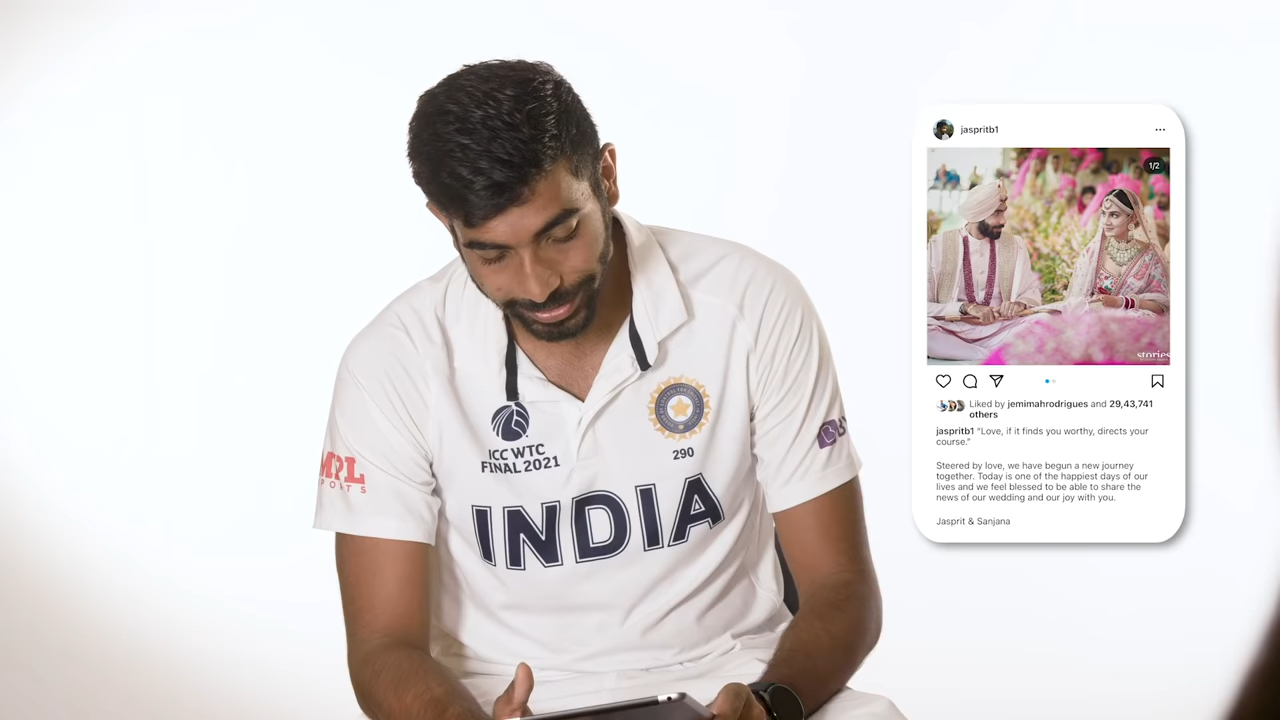 MPL
SPORTS
ICC WTC
FINAL 2021
290
INDIA
jaspritb1
1/2
stories
Liked by jemimahrodrigues and 29,43,741
others
jaspritb1 "Love, if it finds you worthy, directs your
course."
Steered by love, we have begun a new journey
together. Today is one of the happiest days of our
lives and we feel blessed to be able to share the
news of our wedding and our joy with you.
Jasprit & Sanjana